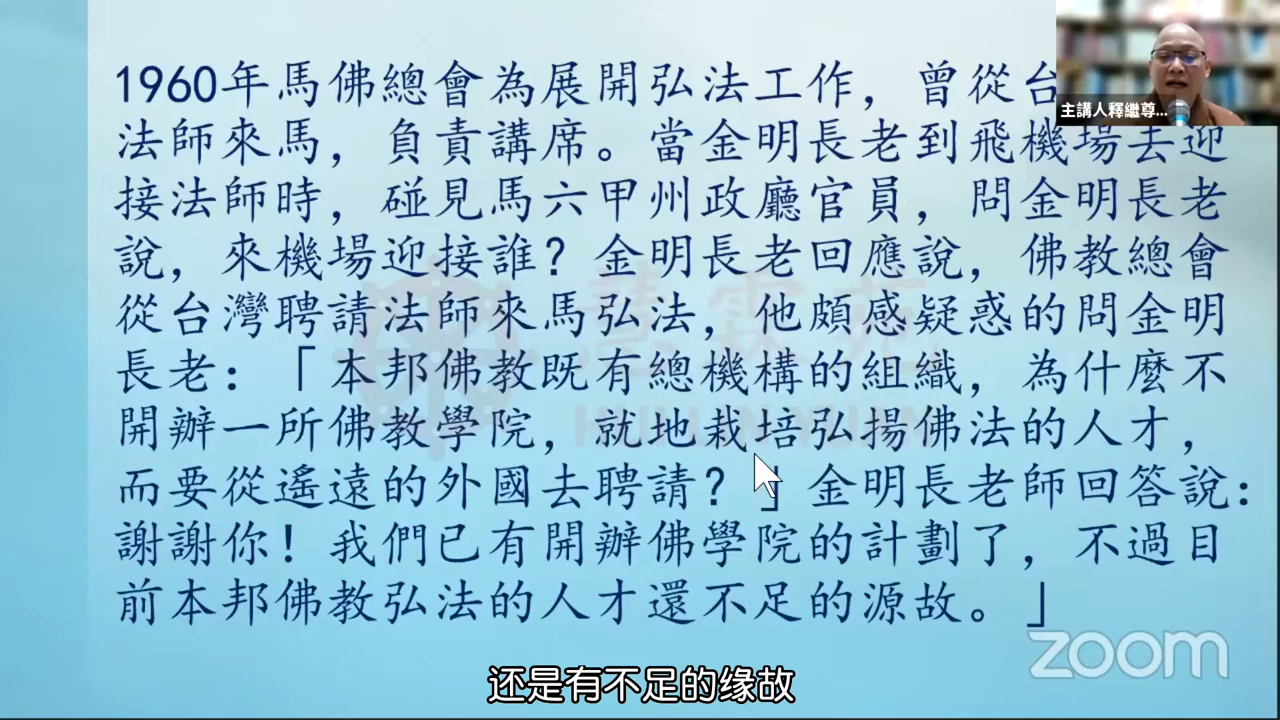 1960年馬佛總會為展開弘法工作，曾從台
法師來馬，負責講席。當金明長老到飛機場去迎
接法師時，碰見馬六甲州政廳官員，問金明長老
說，來機場迎接誰？金明長老回應說，佛教總會
從台灣聘請法師來馬弘法，他頗感疑惑的問金明
長老：「本邦佛教既有總機構的組織，為什麼不
開辦一所佛教學院，就地栽培弘揚佛法的人才，
而要從遙遠的外國去聘請？」金明長老師回答說：
謝謝你！我們已有開辦佛學院的計劃了，不過目
前本邦佛教弘法的人才還不足的源故。」
主講人釋繼尊...
zoom
还是有不足的缘故